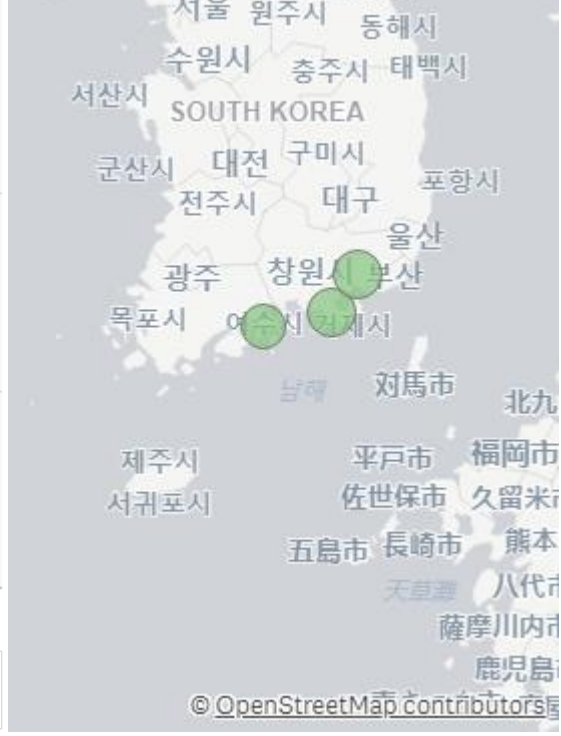 서울 원주시
동해시
수원시
충주시 태백시
서산시
SOUTH KOREA
구미시
군산시 대전
포항시
전주시 대구
울산
광주 창원시 부산
목포시 여수시 거제시
남해 対馬市
北九
제주시 平戸市 福岡市
서귀포시 佐世保市 久留米市
五島市 長崎市 熊本
天草灘 八代市
薩摩川内市
鹿児島
© OpenStreetMap contributors